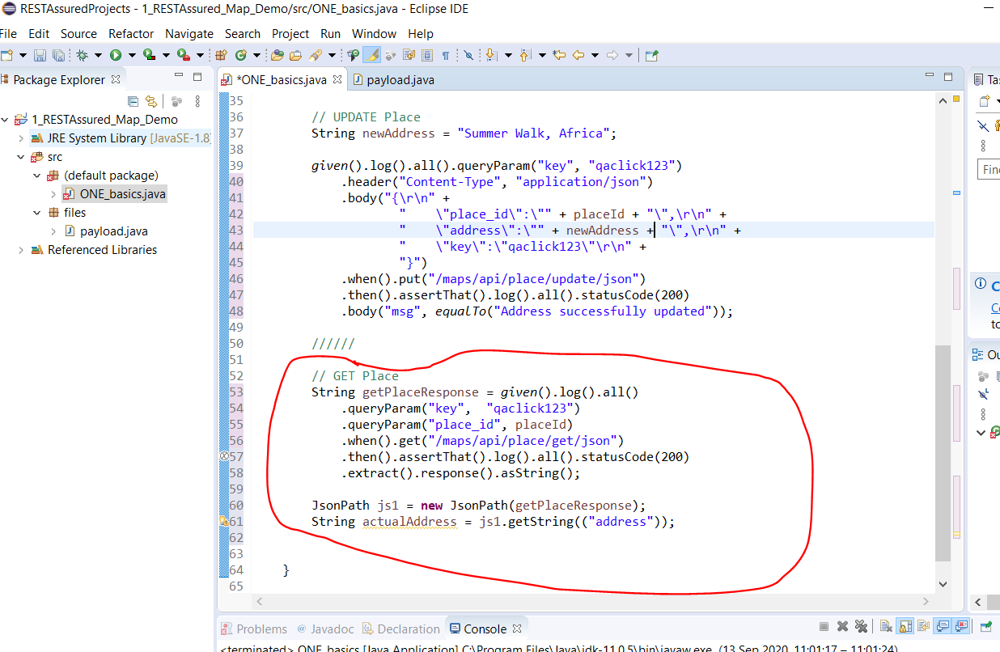 RESTAssuredProjects - 1_RESTAssured_Map_Demo/src/ONE_basics.java - Eclipse IDE
File Edit Source Refactor Navigate Search Project Run Window Help
Package Explorer
*ONE_basics.java
payload.java
1_RESTAssured_Map_Demo
JRE System Library [JavaSE-1.8]
src
(default package)
ONE_basics.java
files
payload.java
Referenced Libraries
35
36 // UPDATE Place
37 String newAddress = "Summer Walk, Africa";
38
39 given().log().all().queryParam("key", "qaclick123")
40 .header("Content-Type", "application/json")
41 .body("{\r\n" +
42 "    \"place_id\":\"" + placeId + "\",\r\n" +
43 "    \"address\":\"" + newAddress + "\",\r\n" +
44 "    \"key\":\"qaclick123\"\r\n" +
45 "}")
46 .when().put("/maps/api/place/update/json")
47 .then().assertThat().log().all().statusCode(200)
48 .body("msg", equalTo("Address successfully updated"));
49
50 //////
51
52 // GET Place
53 String getPlaceResponse = given().log().all()
54 .queryParam("key",  "qaclick123")
55 .queryParam("place_id", placeId)
56 .when().get("/maps/api/place/get/json")
57 .then().assertThat().log().all().statusCode(200)
58 .extract().response().asString();
59
60 JsonPath js1 = new JsonPath(getPlaceResponse);
61 String actualAddress = js1.getString(("address"));
62
63
64 }
65
Tas
Fin
C
Co
to
Ou
Problems @ Javadoc Declaration Console
<terminated> ONE_basics [Java Application] C:\Program Files\Java\jdk-11.0.5\bin\javaw.exe (13 Sep 2020, 11:01:17 – 11:01:24)